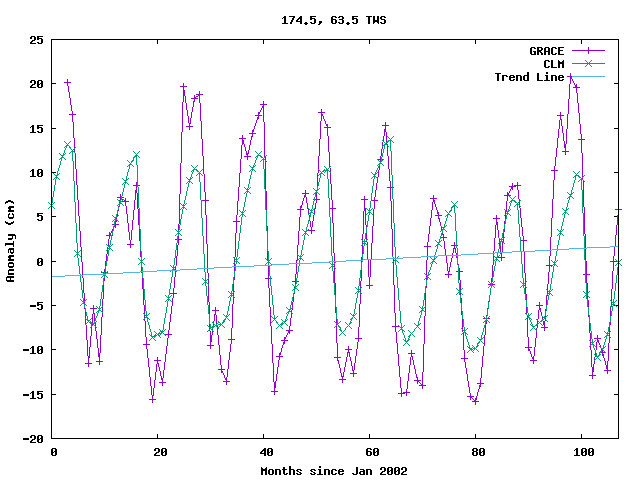 174.5, 63.5 TWS
25
20
15
10
5
0
-5
-10
-15
-20
Anomaly (cm)
GRACE
CLM
Trend Line
0 20 40 60 80 100
Months since Jan 2002